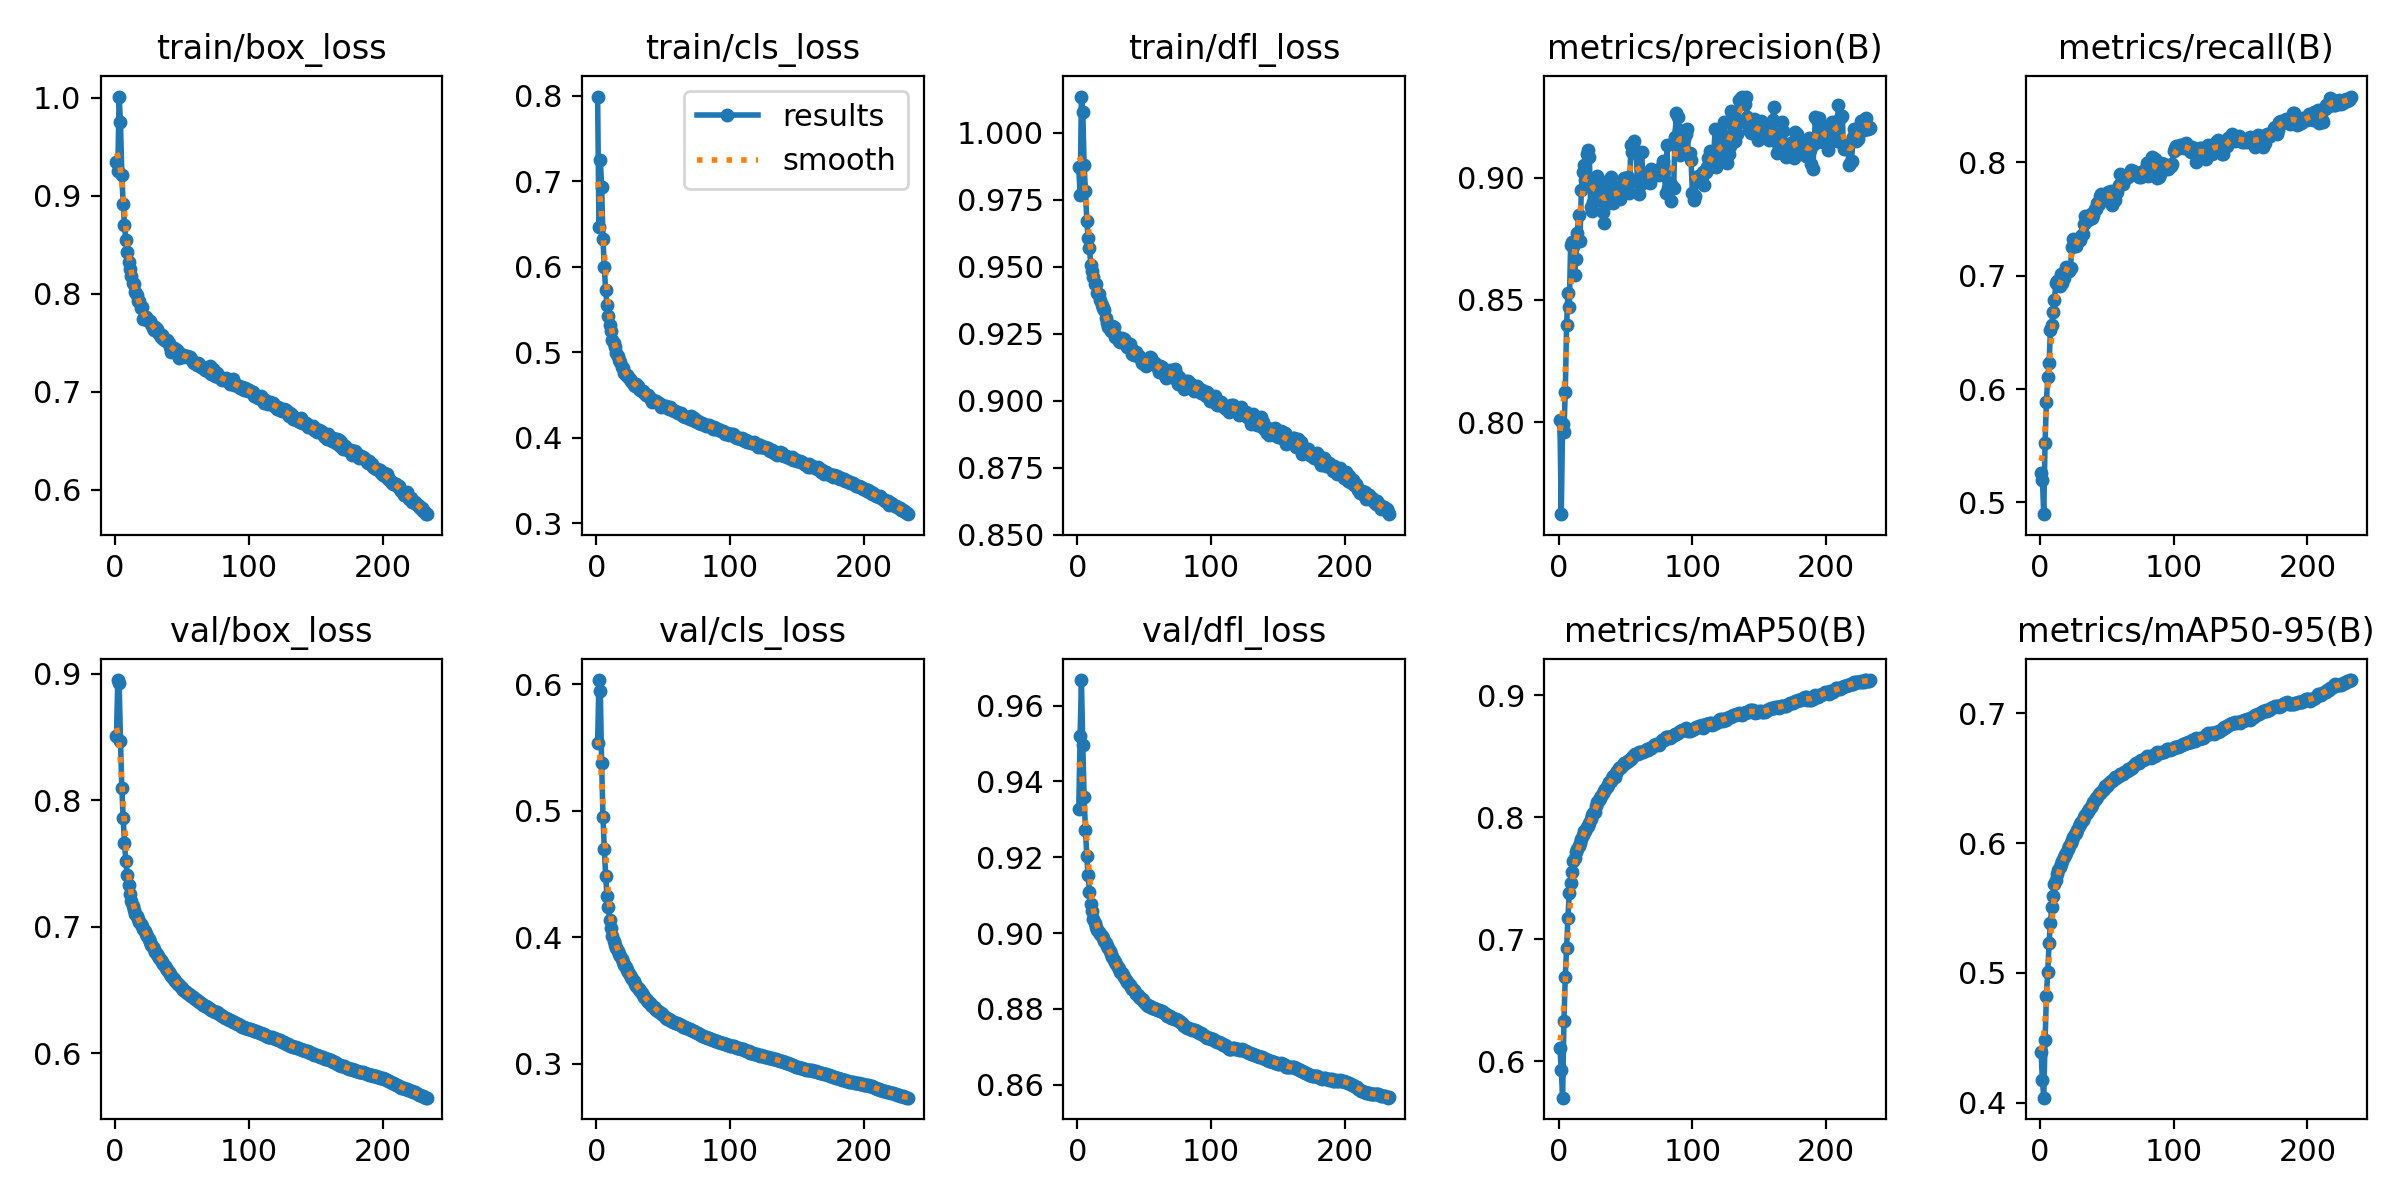 train/box_loss
1.0
0.9
0.8
0.7
0.6
0 100 200
train/cls_loss
results
smooth
0.8
0.7
0.6
0.5
0.4
0.3
0 100 200
train/dfl_loss
1.000
0.975
0.950
0.925
0.900
0.875
0.850
0 100 200
metrics/precision(B)
0.90
0.85
0.80
0 100 200
metrics/recall(B)
0.8
0.7
0.6
0.5
0 100 200
val/box_loss
0.9
0.8
0.7
0.6
0 100 200
val/cls_loss
0.6
0.5
0.4
0.3
0 100 200
val/dfl_loss
0.96
0.94
0.92
0.90
0.88
0.86
0 100 200
metrics/mAP50(B)
0.9
0.8
0.7
0.6
0 100 200
metrics/mAP50-95(B)
0.7
0.6
0.5
0.4
0 100 200